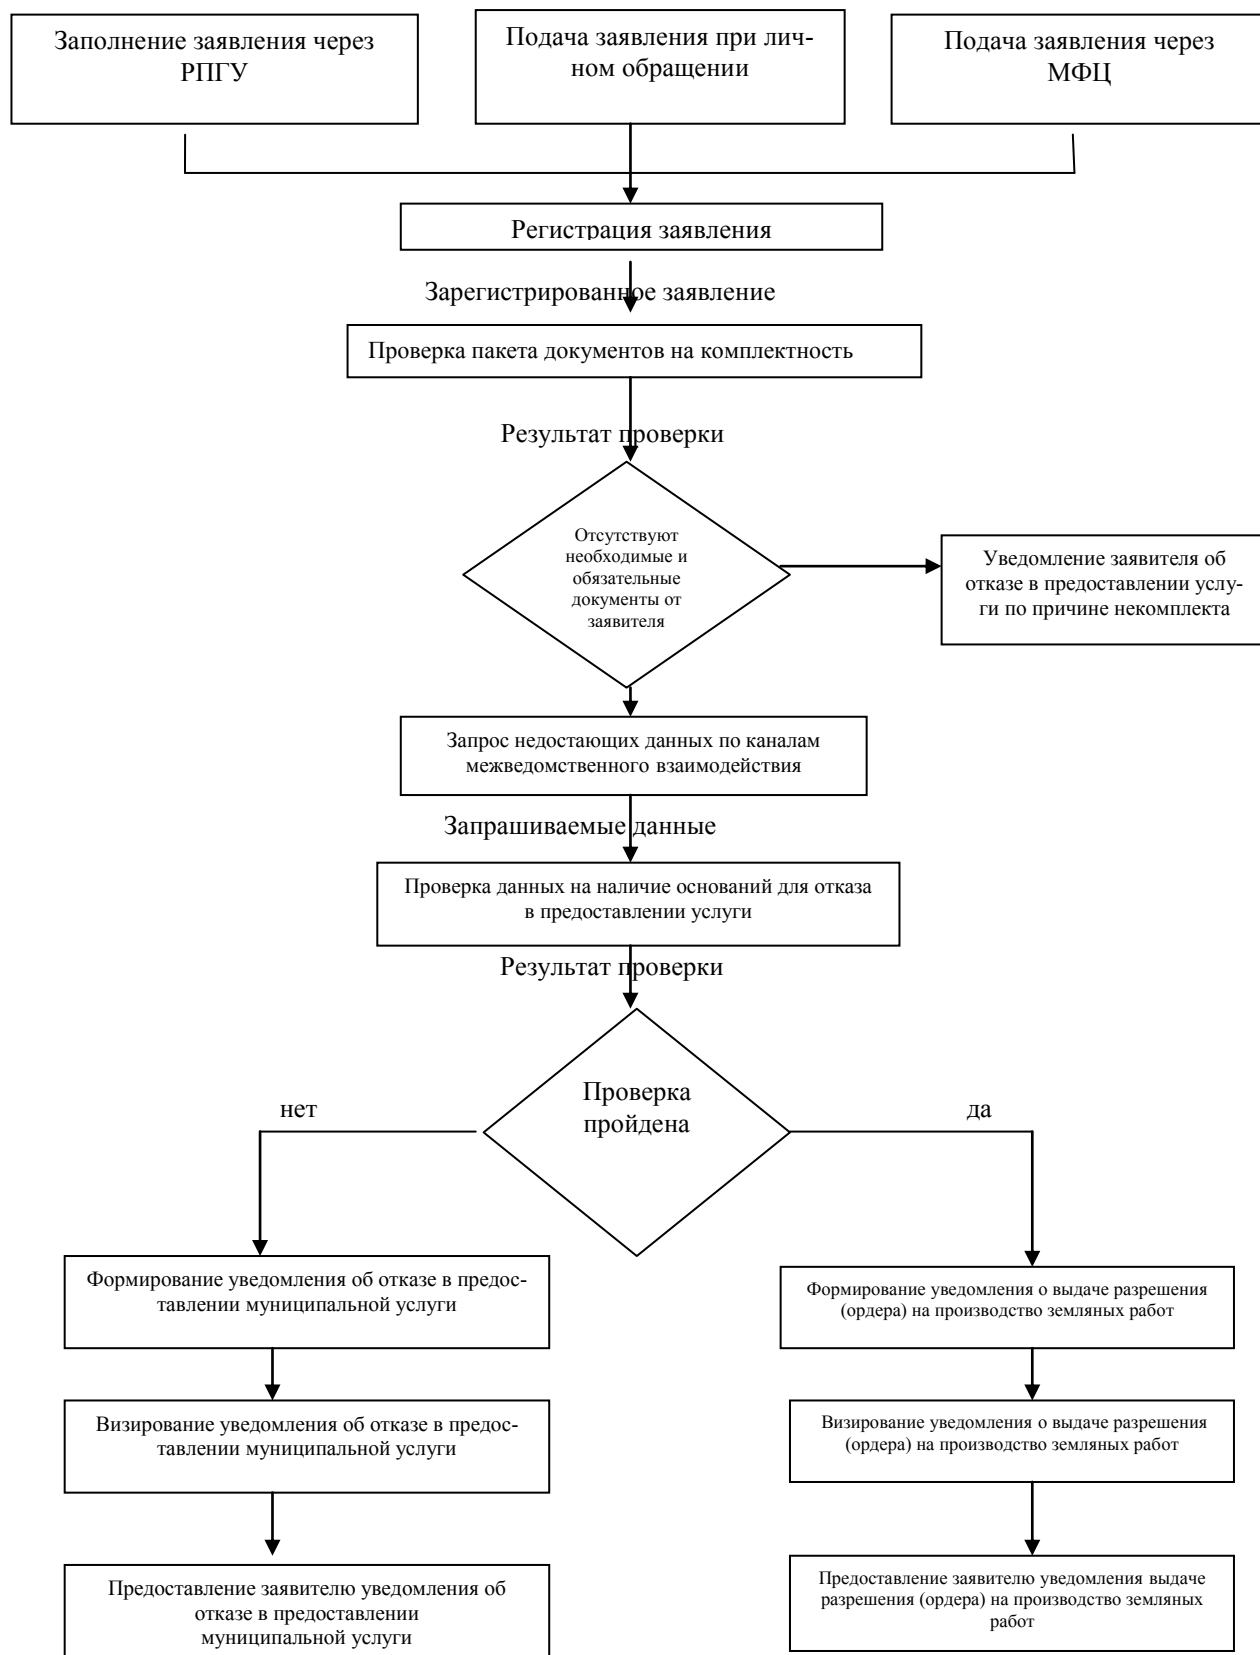 Заполнение заявления через
РПГУ
Подача заявления при лич-
ном обращении
Подача заявления через
МФЦ
Регистрация заявления
Зарегистрированное заявление
Проверка пакета документов на комплектность
Результат проверки
Отсутствуют
необходимые и
обязательные
документы от
заявителя
Уведомление заявителя об
отказе в предоставлении услу-
ги по причине некомплекта
Запрос недостающих данных по каналам
межведомственного взаимодействия
Запрашиваемые данные
Проверка данных на наличие оснований для отказа
в предоставлении услуги
Результат проверки
Проверка
пройдена
нет
да
Формирование уведомления об отказе в предос-
тавлении муниципальной услуги
Формирование уведомления о выдаче разрешения
(ордера) на производство земляных работ
Визирование уведомления об отказе в предос-
тавлении муниципальной услуги
Визирование уведомления о выдаче разрешения
(ордера) на производство земляных работ
Предоставление заявителю уведомления об
отказе в предоставлении
муниципальной услуги
Предоставление заявителю уведомления выдаче
разрешения (ордера) на производство земляных
работ